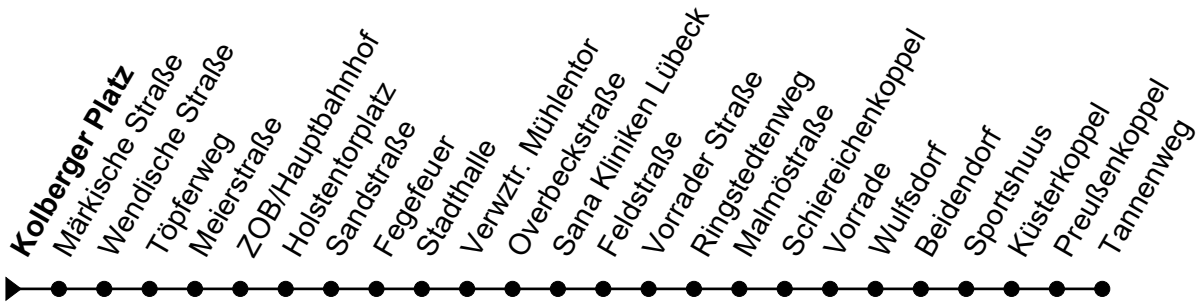 Kolberger Platz
Märkische Straße
Wendische Straße
Töpferweg
Meierstraße
ZOB/Hauptbahnhof
Holstentorplatz
Sandstraße
Fegefeuer
Stadthalle
Verwztr. Mühlentor
Overbeckstraße
Sana Kliniken Lübeck
Feldstraße
Vorrader Straße
Ringstedtenweg
Malmöstraße
Schiereichenkoppel
Vorrade
Wulfsdorf
Beidendorf
Sportshuus
Küsterkoppel
Preußenkoppel
Tannenweg